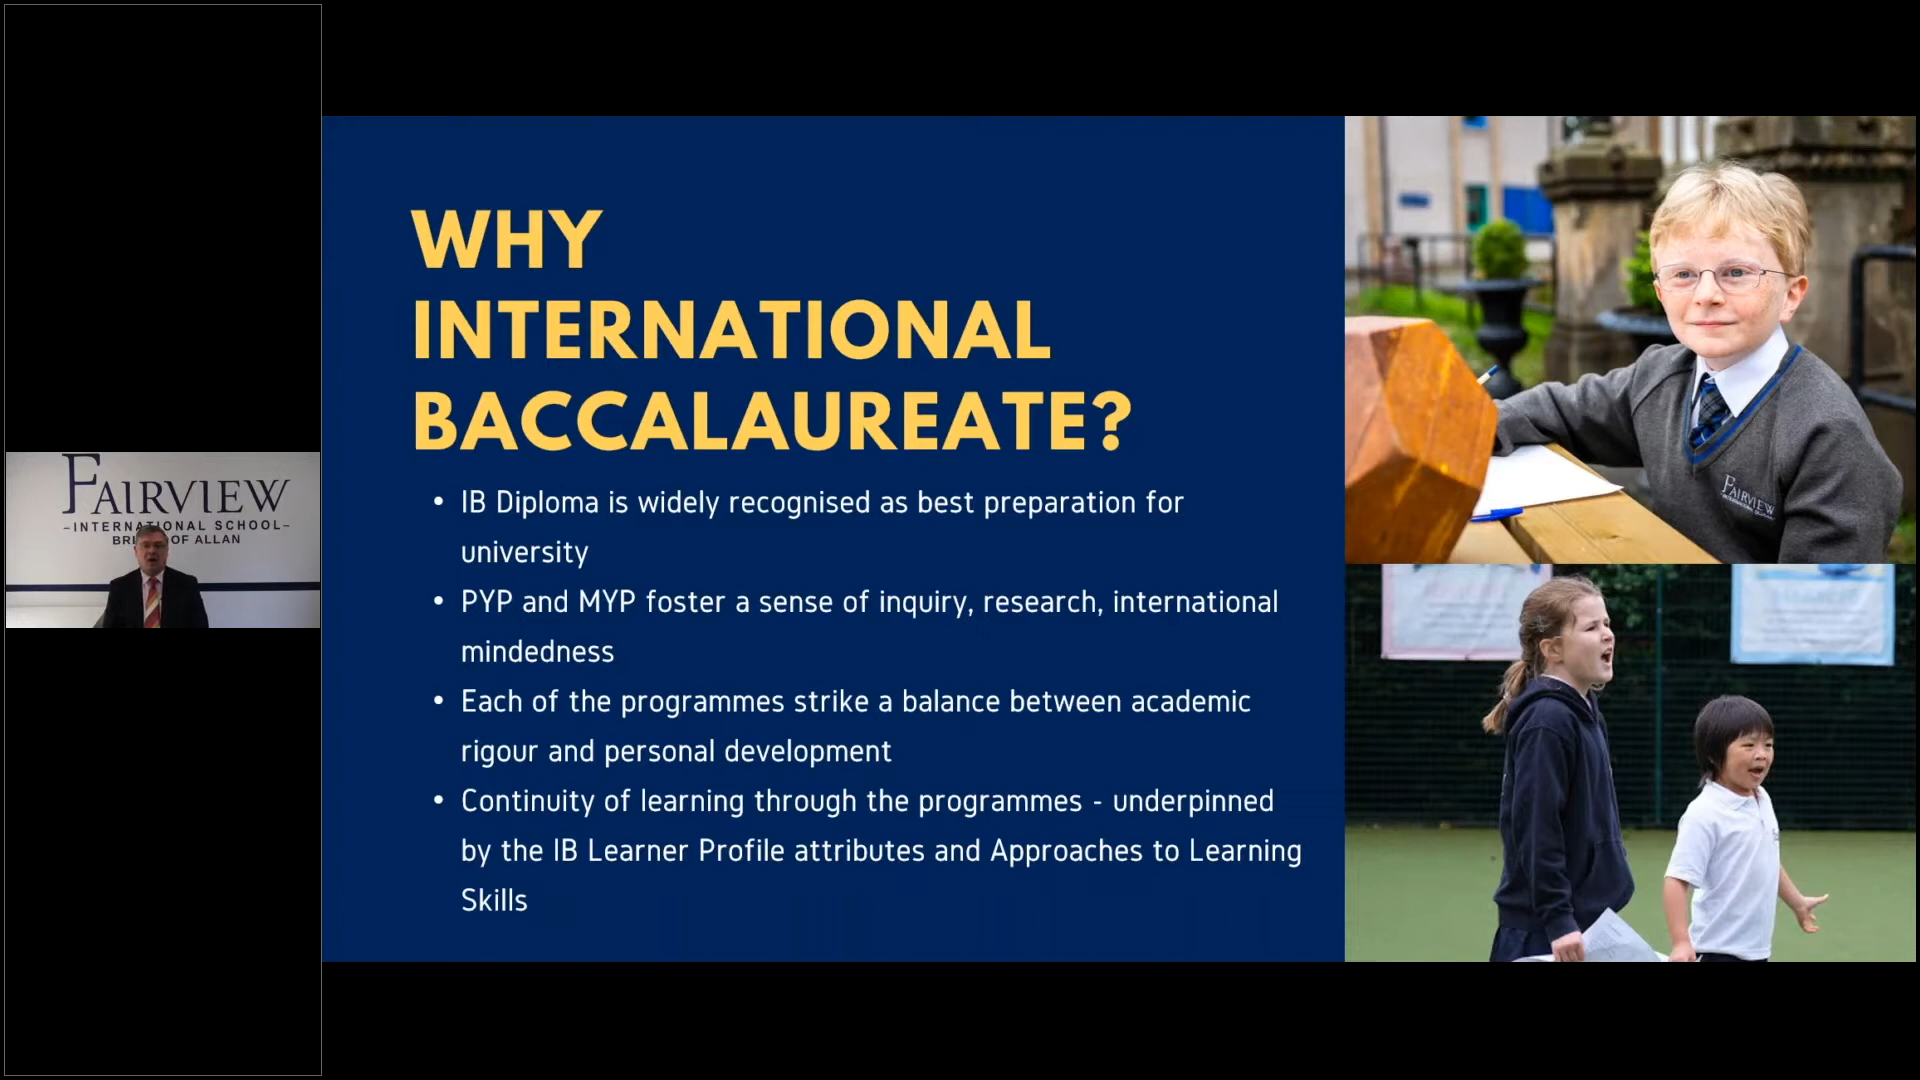 FAIRVIEW
-INTERNATIONAL SCHOOL-
OF ALLAN
WHY
INTERNATIONAL
BACCALAUREATE?
• IB Diploma is widely recognised as best preparation for
university
• PYP and MYP foster a sense of inquiry, research, international
mindedness
• Each of the programmes strike a balance between academic
rigour and personal development
• Continuity of learning through the programmes - underpinned
by the IB Learner Profile attributes and Approaches to Learning
Skills
FAIRVIEW